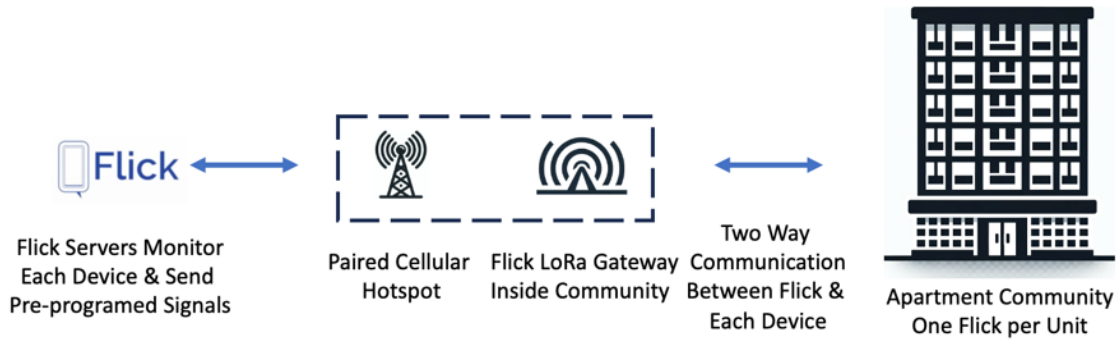 Flick
Flick Servers Monitor
Each Device & Send
Pre-programed Signals
Paired Cellular
Hotspot
Flick LoRa Gateway
Inside Community
Two Way
Communication
Between Flick &
Each Device
Apartment Community
One Flick per Unit